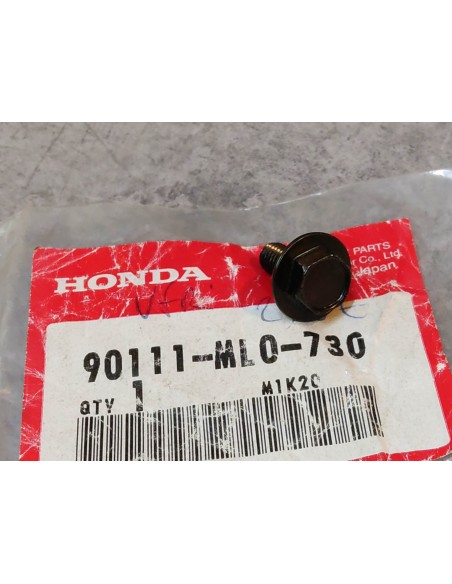 PARTS
r Co., Ltd.
Japan
HONDA
90111-ML0-730
QTY 1
M1K20